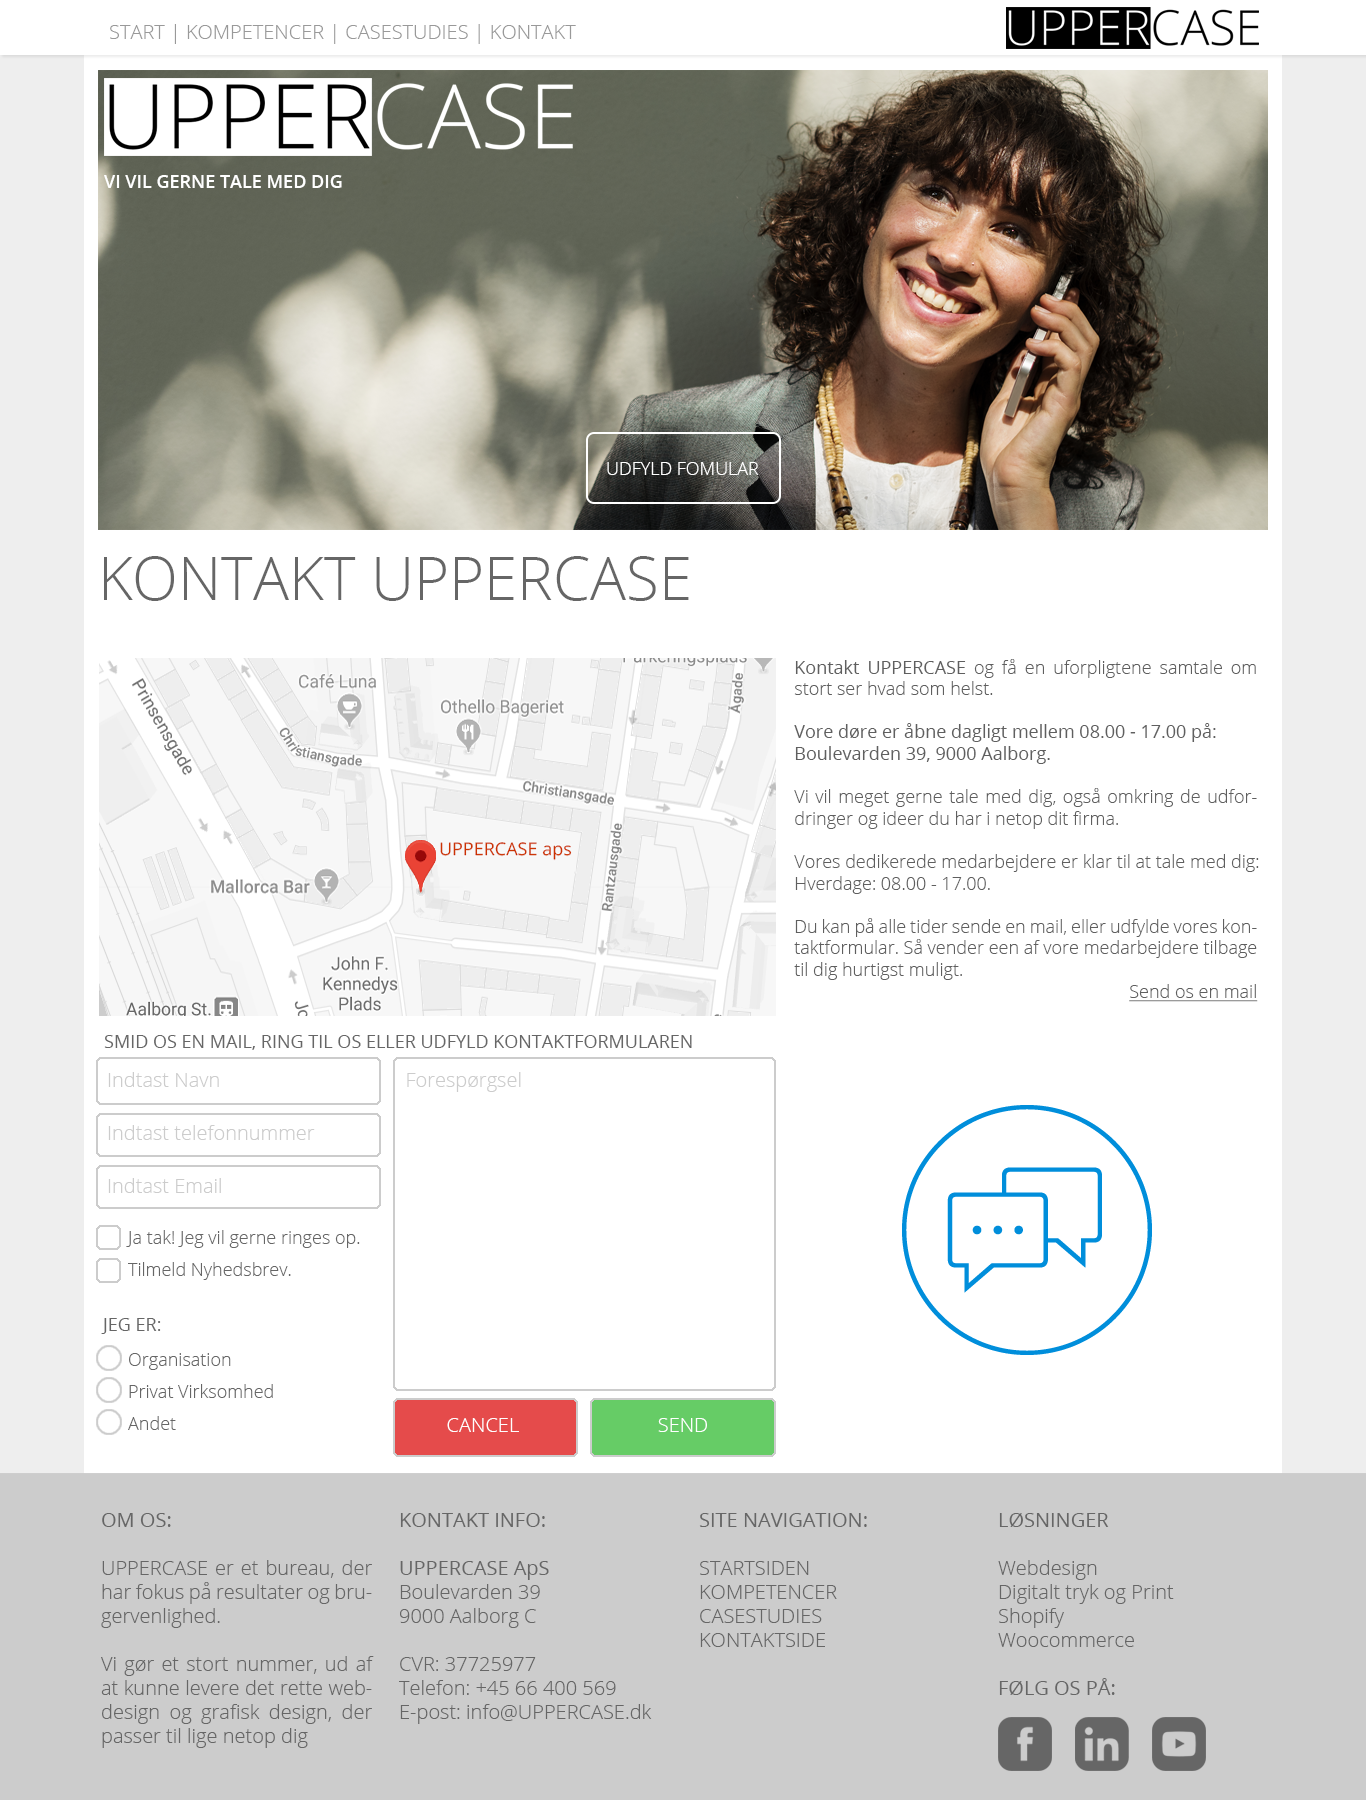 START | KOMPETENCER | CASESTUDIES | KONTAKT
UPPERCASE
UPPERCASE
VI VIL GERNE TALE MED DIG
UDFYLD FOMULAR
KONTAKT UPPERCASE
Parkeringsplads
Café Luna
Othello Bageriet
Ågade
Prinsensgade
Christiansgade
Christiansgade
UPPERCASE aps
Rantzausgade
Mallorca Bar
John F.
Kennedys
Plads
Aalborg St.
Kontakt UPPERCASE og få en uforpligtene samtale om
stort ser hvad som helst.
Vore døre er åbne dagligt mellem 08.00 - 17.00 på:
Boulevarden 39, 9000 Aalborg.
Vi vil meget gerne tale med dig, også omkring de udfor-
dringer og ideer du har i netop dit firma.
Vores dedikerede medarbejdere er klar til at tale med dig:
Hverdage: 08.00 - 17.00.
Du kan på alle tider sende en mail, eller udfylde vores kon-
taktformular. Så vender een af vore medarbejdere tilbage
til dig hurtigst muligt.
Send os en mail
SMID OS EN MAIL, RING TIL OS ELLER UDFYLD KONTAKTFORMULAREN
Indtast Navn
Indtast telefonnummer
Indtast Email
Ja tak! Jeg vil gerne ringes op.
Tilmeld Nyhedsbrev.
JEG ER:
Organisation
Privat Virksomhed
Andet
Forespørgsel
CANCEL
SEND
OM OS:
UPPERCASE er et bureau, der
har fokus på resultater og bru-
gervenlighed.
Vi gør et stort nummer, ud af
at kunne levere det rette web-
design og grafisk design, der
passer til lige netop dig
KONTAKT INFO:
UPPERCASE ApS
Boulevarden 39
9000 Aalborg C
CVR: 37725977
Telefon: +45 66 400 569
E-post: info@UPPERCASE.dk
SITE NAVIGATION:
STARTSIDEN
KOMPETENCER
CASESTUDIES
KONTAKTSIDE
LØSNINGER
Webdesign
Digitalt tryk og Print
Shopify
Woocommerce
FØLG OS PÅ:
f
in